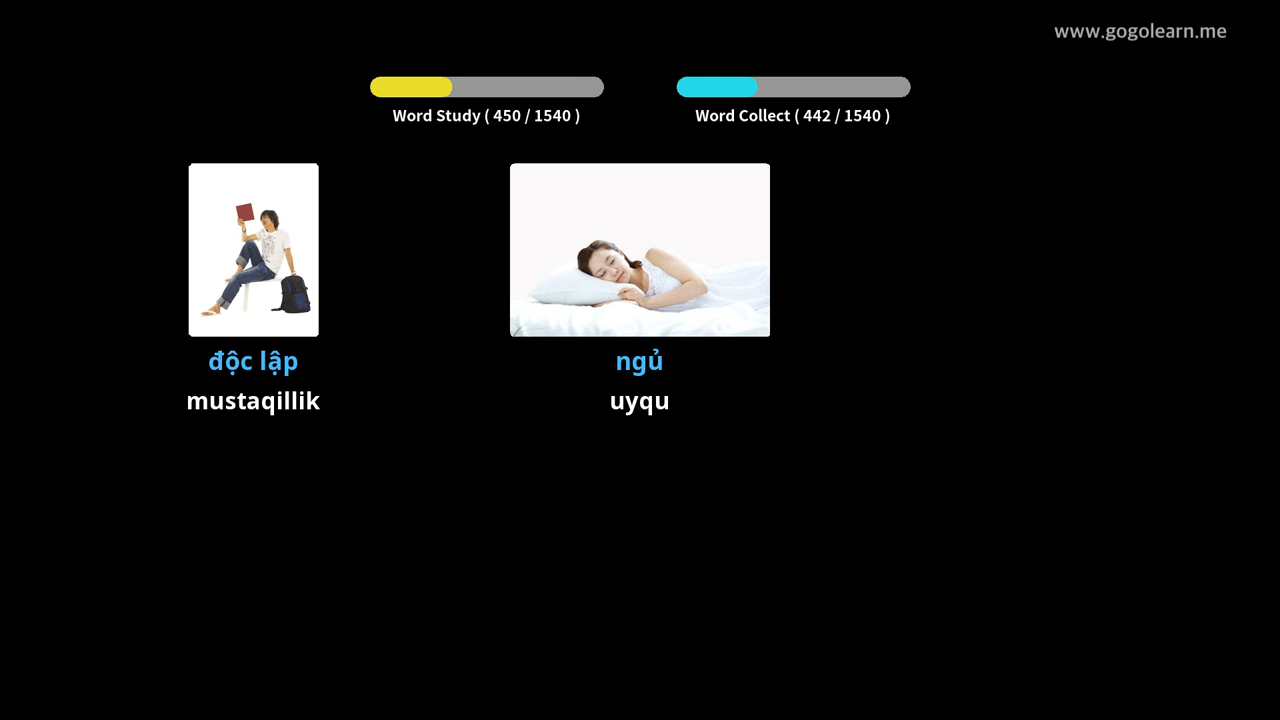 www.gogolearn.me
Word Study ( 450 / 1540 )
Word Collect ( 442 / 1540 )
độc lập
mustaqillik
ngủ
uyqu